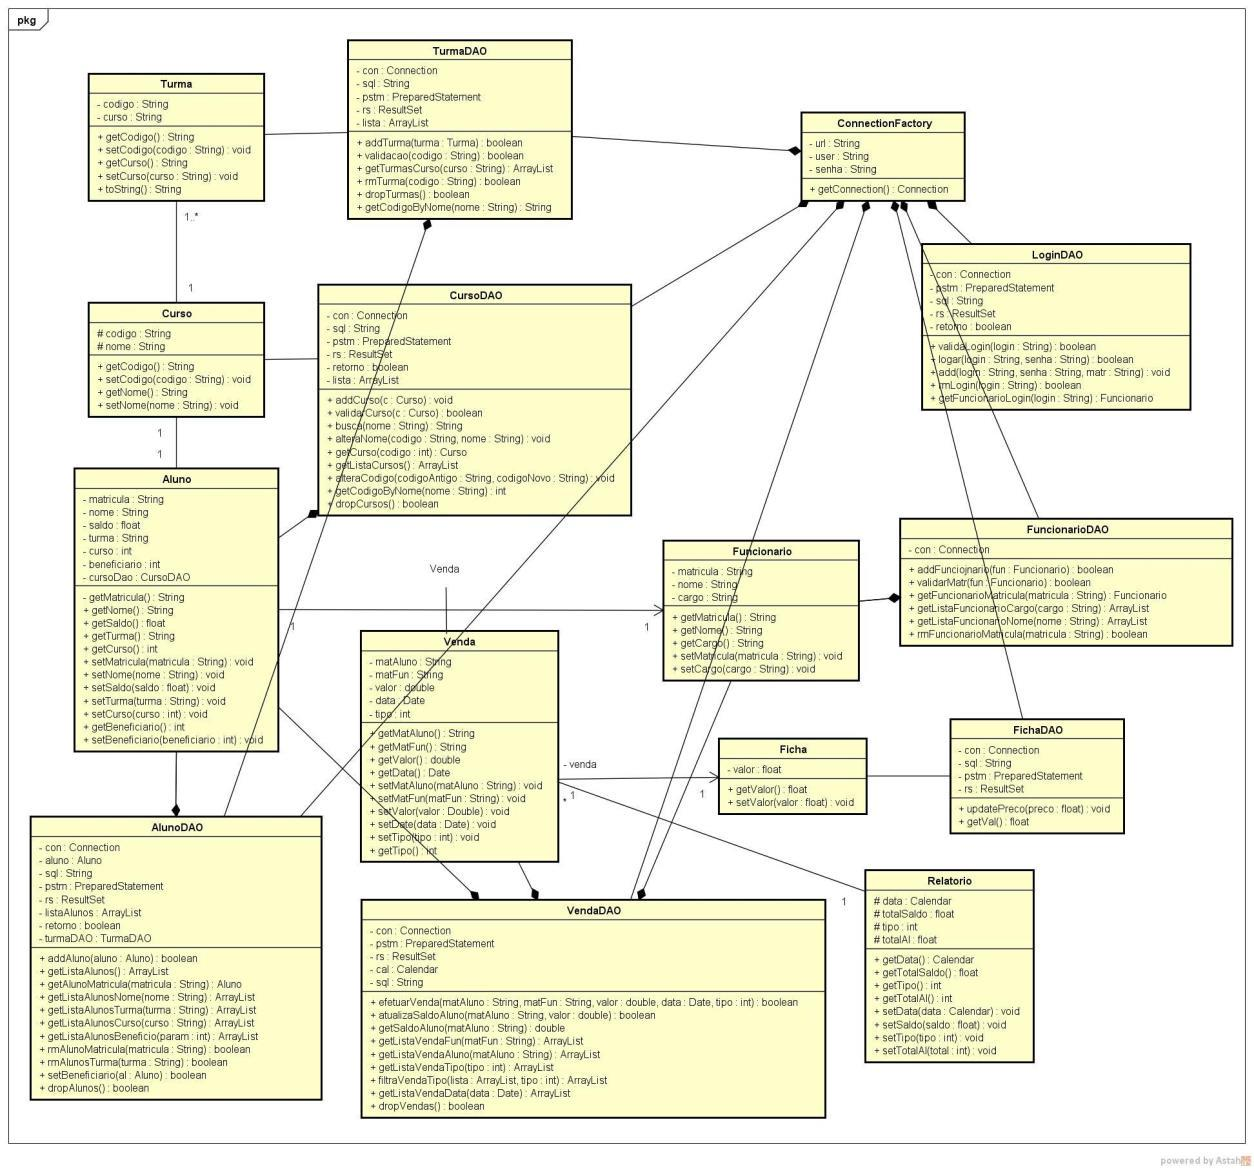 pkg
Turma
- codigo : String
- curso : String
+ getCodigo() : String
+ setCodigo(codigo : String) : void
+ getCurso() : String
+ setCurso(curso : String) : void
+ toString() : String
TurmaDAO
- con : Connection
- sql : String
- pstm : PreparedStatement
- rs : ResultSet
- lista : ArrayList
+ addTurma(turma : Turma) : boolean
+ validacao(codigo : String) : boolean
+ getTurmasCurso(curso : String) : ArrayList
+ rmTurma(codigo : String) : boolean
+ dropTurmas() : boolean
+ getCodigoByNome(nome : String) : String
ConnectionFactory
- url : String
- user : String
- senha : String
+ getConnection() : Connection
1..*
1
LoginDAO
- con : Connection
- pstm : PreparedStatement
- sql : String
- rs : ResultSet
- retorno : boolean
+ validaLogin(login : String) : boolean
+ logar(login : String, senha : String) : boolean
+ add(login : String, senha : String, matr : String) : void
+ rmLogin(login : String) : boolean
+ getFuncionarioLogin(login : String) : Funcionario
Curso
# codigo : String
# nome : String
+ getCodigo() : String
+ setCodigo(codigo : String) : void
+ getNome() : String
+ setNome(nome : String) : void
1
1
CursoDAO
- con : Connection
- sql : String
- pstm : PreparedStatement
- rs : ResultSet
- retorno : boolean
- lista : ArrayList
+ addCurso(c : Curso) : void
+ validarCurso(c : Curso) : boolean
+ busca(nome : String) : String
+ alteraNome(codigo : String, nome : String) : void
+ getCurso(codigo : int) : Curso
+ getListaCursos() : ArrayList
+ alteraCodigo(codigoAntigo : String, codigoNovo : String) : void
+ getCodigoByNome(nome : String) : int
+ dropCursos() : boolean
Aluno
- matricula : String
- nome : String
- saldo : float
- turma : String
- curso : int
- beneficiario : int
- cursoDao : CursoDAO
- getMatricula() : String
+ getNome() : String
+ getSaldo() : float
+ getTurma() : String
+ getCurso() : int
+ setMatricula(matricula : String) : void
+ setNome(nome : String) : void
+ setSaldo(saldo : float) : void
+ setTurma(turma : String) : void
+ setCurso(curso : int) : void
+ getBeneficiario() : int
+ setBeneficiario(beneficiario : int) : void
1
1
Venda
Funcionario
- matricula : String
- nome : String
- cargo : String
+ getMatricula() : String
+ getNome() : String
+ getCargo() : String
+ setMatricula(matricula : String) : void
+ setCargo(cargo : String) : void
FuncionarioDAO
- con : Connection
+ addFunciojnario(fun : Funcionario) : boolean
+ validarMatr(fun : Funcionario) : boolean
+ getFuncionarioMatricula(matricula : String) : Funcionario
+ getListaFuncionarioCargo(cargo : String) : ArrayList
+ getListaFuncionarioNome(nome : String) : ArrayList
+ rmFuncionarioMatricula(matricula : String) : boolean
Venda
- matAluno : String
- matFun : String
- valor : double
- data : Date
- tipo : int
+ getMatAluno() : String
+ getMatFun() : String
+ getValor() : double
+ getData() : Date
+ setMatAluno(matAluno : String) : void
+ setMatFun(matFun : String) : void
+ setValor(valor : Double) : void
+ setDate(data : Date) : void
+ setTipo(tipo : int) : void
+ getTipo() : int
- venda
* 1
1
Ficha
- valor : float
+ getValor() : float
+ setValor(valor : float) : void
FichaDAO
- con : Connection
- sql : String
- pstm : PreparedStatement
- rs : ResultSet
+ updatePreco(preco : float) : void
+ getVal() : float
AlunoDAO
- con : Connection
- aluno : Aluno
- sql : String
- pstm : PreparedStatement
- rs : ResultSet
- listaAlunos : ArrayList
- retorno : boolean
- turmaDAO : TurmaDAO
+ addAluno(aluno : Aluno) : boolean
+ getListaAlunos() : ArrayList
+ getAlunoMatricula(matricula : String) : Aluno
+ getListaAlunosNome(nome : String) : ArrayList
+ getListaAlunosTurma(turma : String) : ArrayList
+ getListaAlunosCurso(curso : String) : ArrayList
+ getListaAlunosBeneficio(param : int) : ArrayList
+ rmAlunoMatricula(matricula : String) : boolean
+ rmAlunosTurma(turma : String) : boolean
+ setBeneficiario(al : Aluno) : boolean
+ dropAlunos() : boolean
VendaDAO
- con : Connection
- pstm : PreparedStatement
- rs : ResultSet
- cal : Calendar
- sql : String
+ efetuarVenda(matAluno : String, matFun : String, valor : double, data : Date, tipo : int) : boolean
+ atualizaSaldoAluno(matAluno : String, valor : double) : boolean
+ getSaldoAluno(matAluno : String) : double
+ getListaVendaFun(matFun : String) : ArrayList
+ getListaVendaAluno(matAluno : String) : ArrayList
+ getListaVendaTipo(tipo : int) : ArrayList
+ filtraVendaTipo(lista : ArrayList, tipo : int) : ArrayList
+ getListaVendaData(data : Date) : ArrayList
+ dropVendas() : boolean
1
Relatorio
# data : Calendar
# totalSaldo : float
# tipo : int
# totalAl : float
+ getData() : Calendar
+ getTotalSaldo() : float
+ getTipo() : int
+ getTotalAl() : int
+ setData(data : Calendar) : void
+ setSaldo(saldo : float) : void
+ setTipo(tipo : int) : void
+ setTotalAl(total : int) : void
powered by Astah